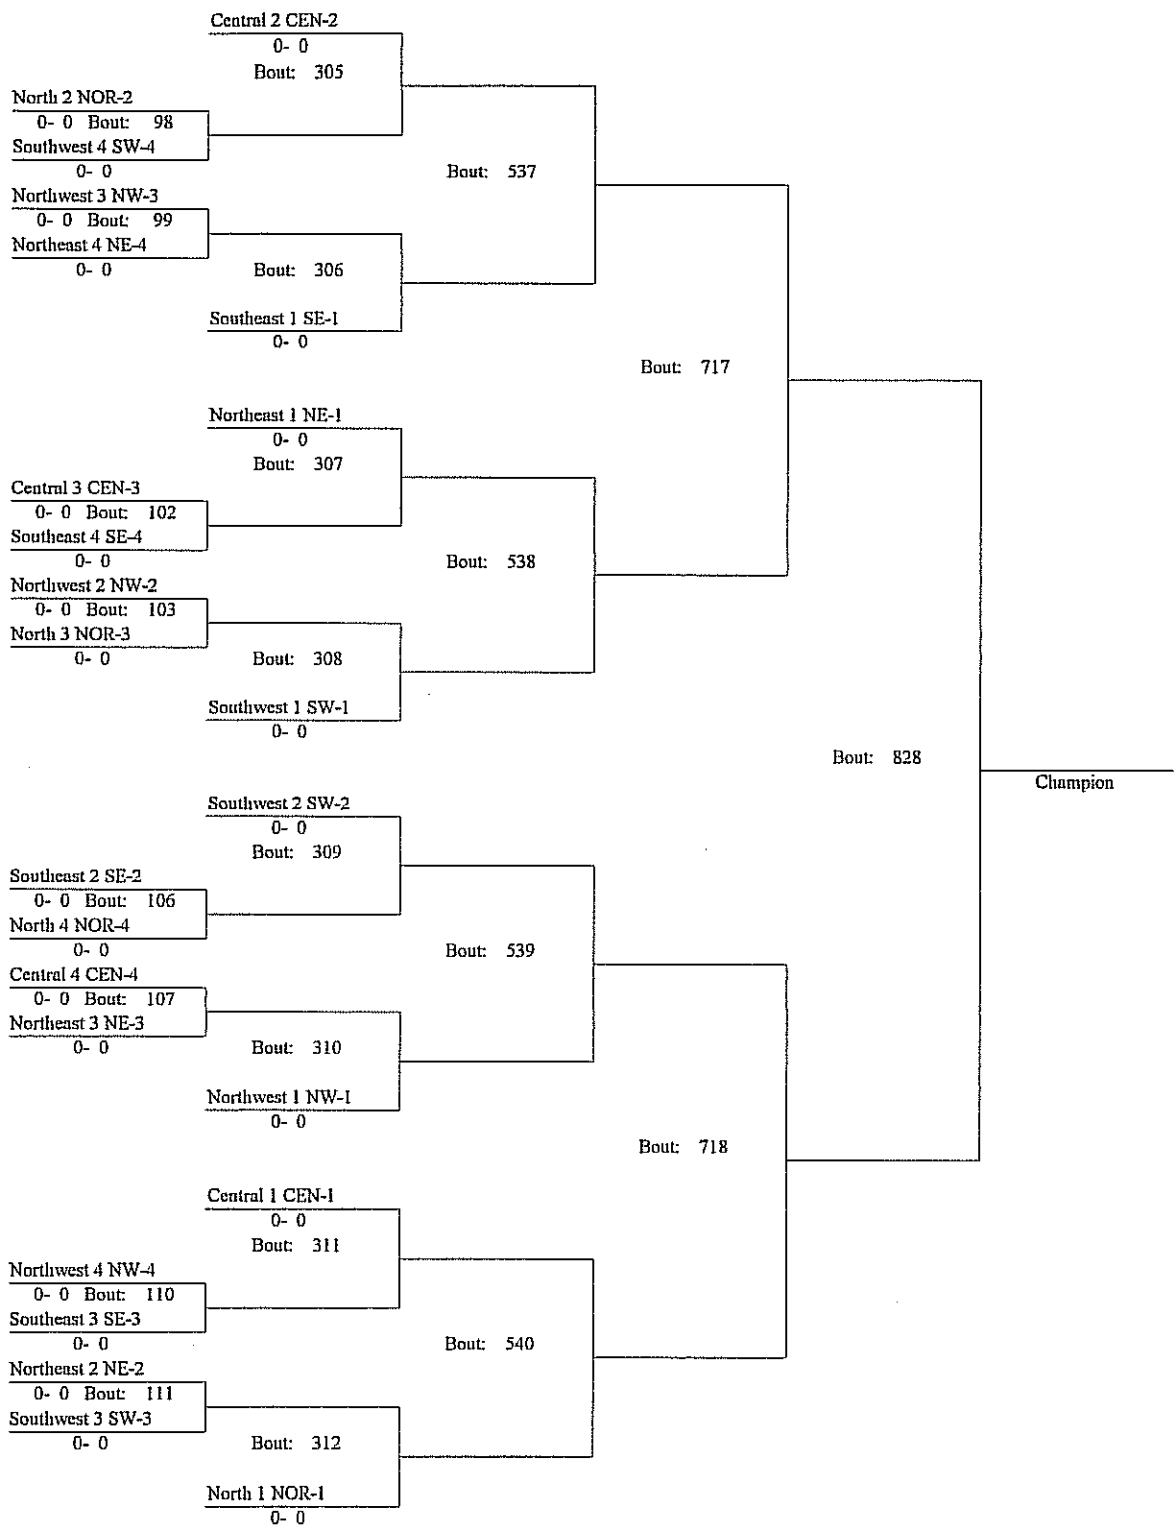 Central 2 CEN-2
0- 0
Bout: 305
North 2 NOR-2
0- 0 Bout: 98
Southwest 4 SW-4
0- 0
Bout: 537
Northwest 3 NW-3
0- 0 Bout: 99
Northeast 4 NE-4
0- 0
Bout: 306
Southeast 1 SE-1
0- 0
Bout: 717
Northeast 1 NE-1
0- 0
Bout: 307
Central 3 CEN-3
0- 0 Bout: 102
Southeast 4 SE-4
0- 0
Bout: 538
Northwest 2 NW-2
0- 0 Bout: 103
North 3 NOR-3
0- 0
Bout: 308
Southwest 1 SW-1
0- 0
Bout: 828
Champion
Southwest 2 SW-2
0- 0
Bout: 309
Southeast 2 SE-2
0- 0 Bout: 106
North 4 NOR-4
0- 0
Bout: 539
Central 4 CEN-4
0- 0 Bout: 107
Northeast 3 NE-3
0- 0
Bout: 310
Northwest 1 NW-1
0- 0
Bout: 718
Central 1 CEN-1
0- 0
Bout: 311
Northwest 4 NW-4
0- 0 Bout: 110
Southeast 3 SE-3
0- 0
Bout: 540
Northeast 2 NE-2
0- 0 Bout: 111
Southwest 3 SW-3
0- 0
Bout: 312
North 1 NOR-1
0- 0